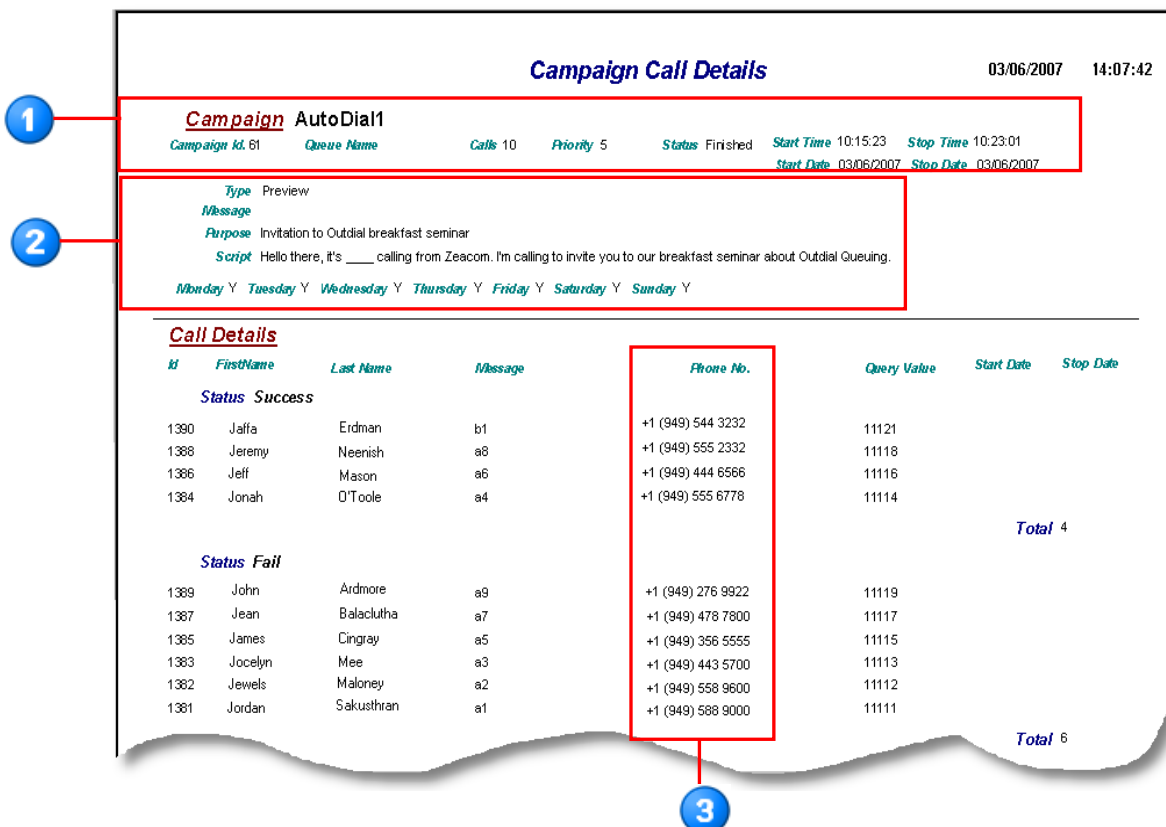 Campaign Call Details 03/06/2007 14:07:42
1
Campaign AutoDial1
Campaign Id. 61 Queue Name Calls 10 Priority 5 Status Finished Start Time 10:15:23 Stop Time 10:23:01
Start Date 03/06/2007 Stop Date 03/06/2007
2
Type Preview
Message
Purpose Invitation to Outdial breakfast seminar
Script Hello there, it's ____ calling from Zeacom. I'm calling to invite you to our breakfast seminar about Outdial Queuing.
Monday Y Tuesday Y Wednesday Y Thursday Y Friday Y Saturday Y Sunday Y
Call Details
Id FirstName Last Name Message Phone No. Query Value Start Date Stop Date
Status Success
1390 Jaffa Erdman b1 +1 (949) 544 3232 11121
1388 Jeremy Neenish a8 +1 (949) 555 2332 11118
1386 Jeff Mason a6 +1 (949) 444 6566 11116
1384 Jonah O'Toole a4 +1 (949) 555 6778 11114
Total 4
Status Fail
1389 John Ardmore a9 +1 (949) 276 9922 11119
1387 Jean Balaclutha a7 +1 (949) 478 7800 11117
1385 James Cingray a5 +1 (949) 356 5555 11115
1383 Jocelyn Mee a3 +1 (949) 443 5700 11113
1382 Jewels Maloney a2 +1 (949) 558 9600 11112
1381 Jordan Sakusthran a1 +1 (949) 588 9000 11111
Total 6
3